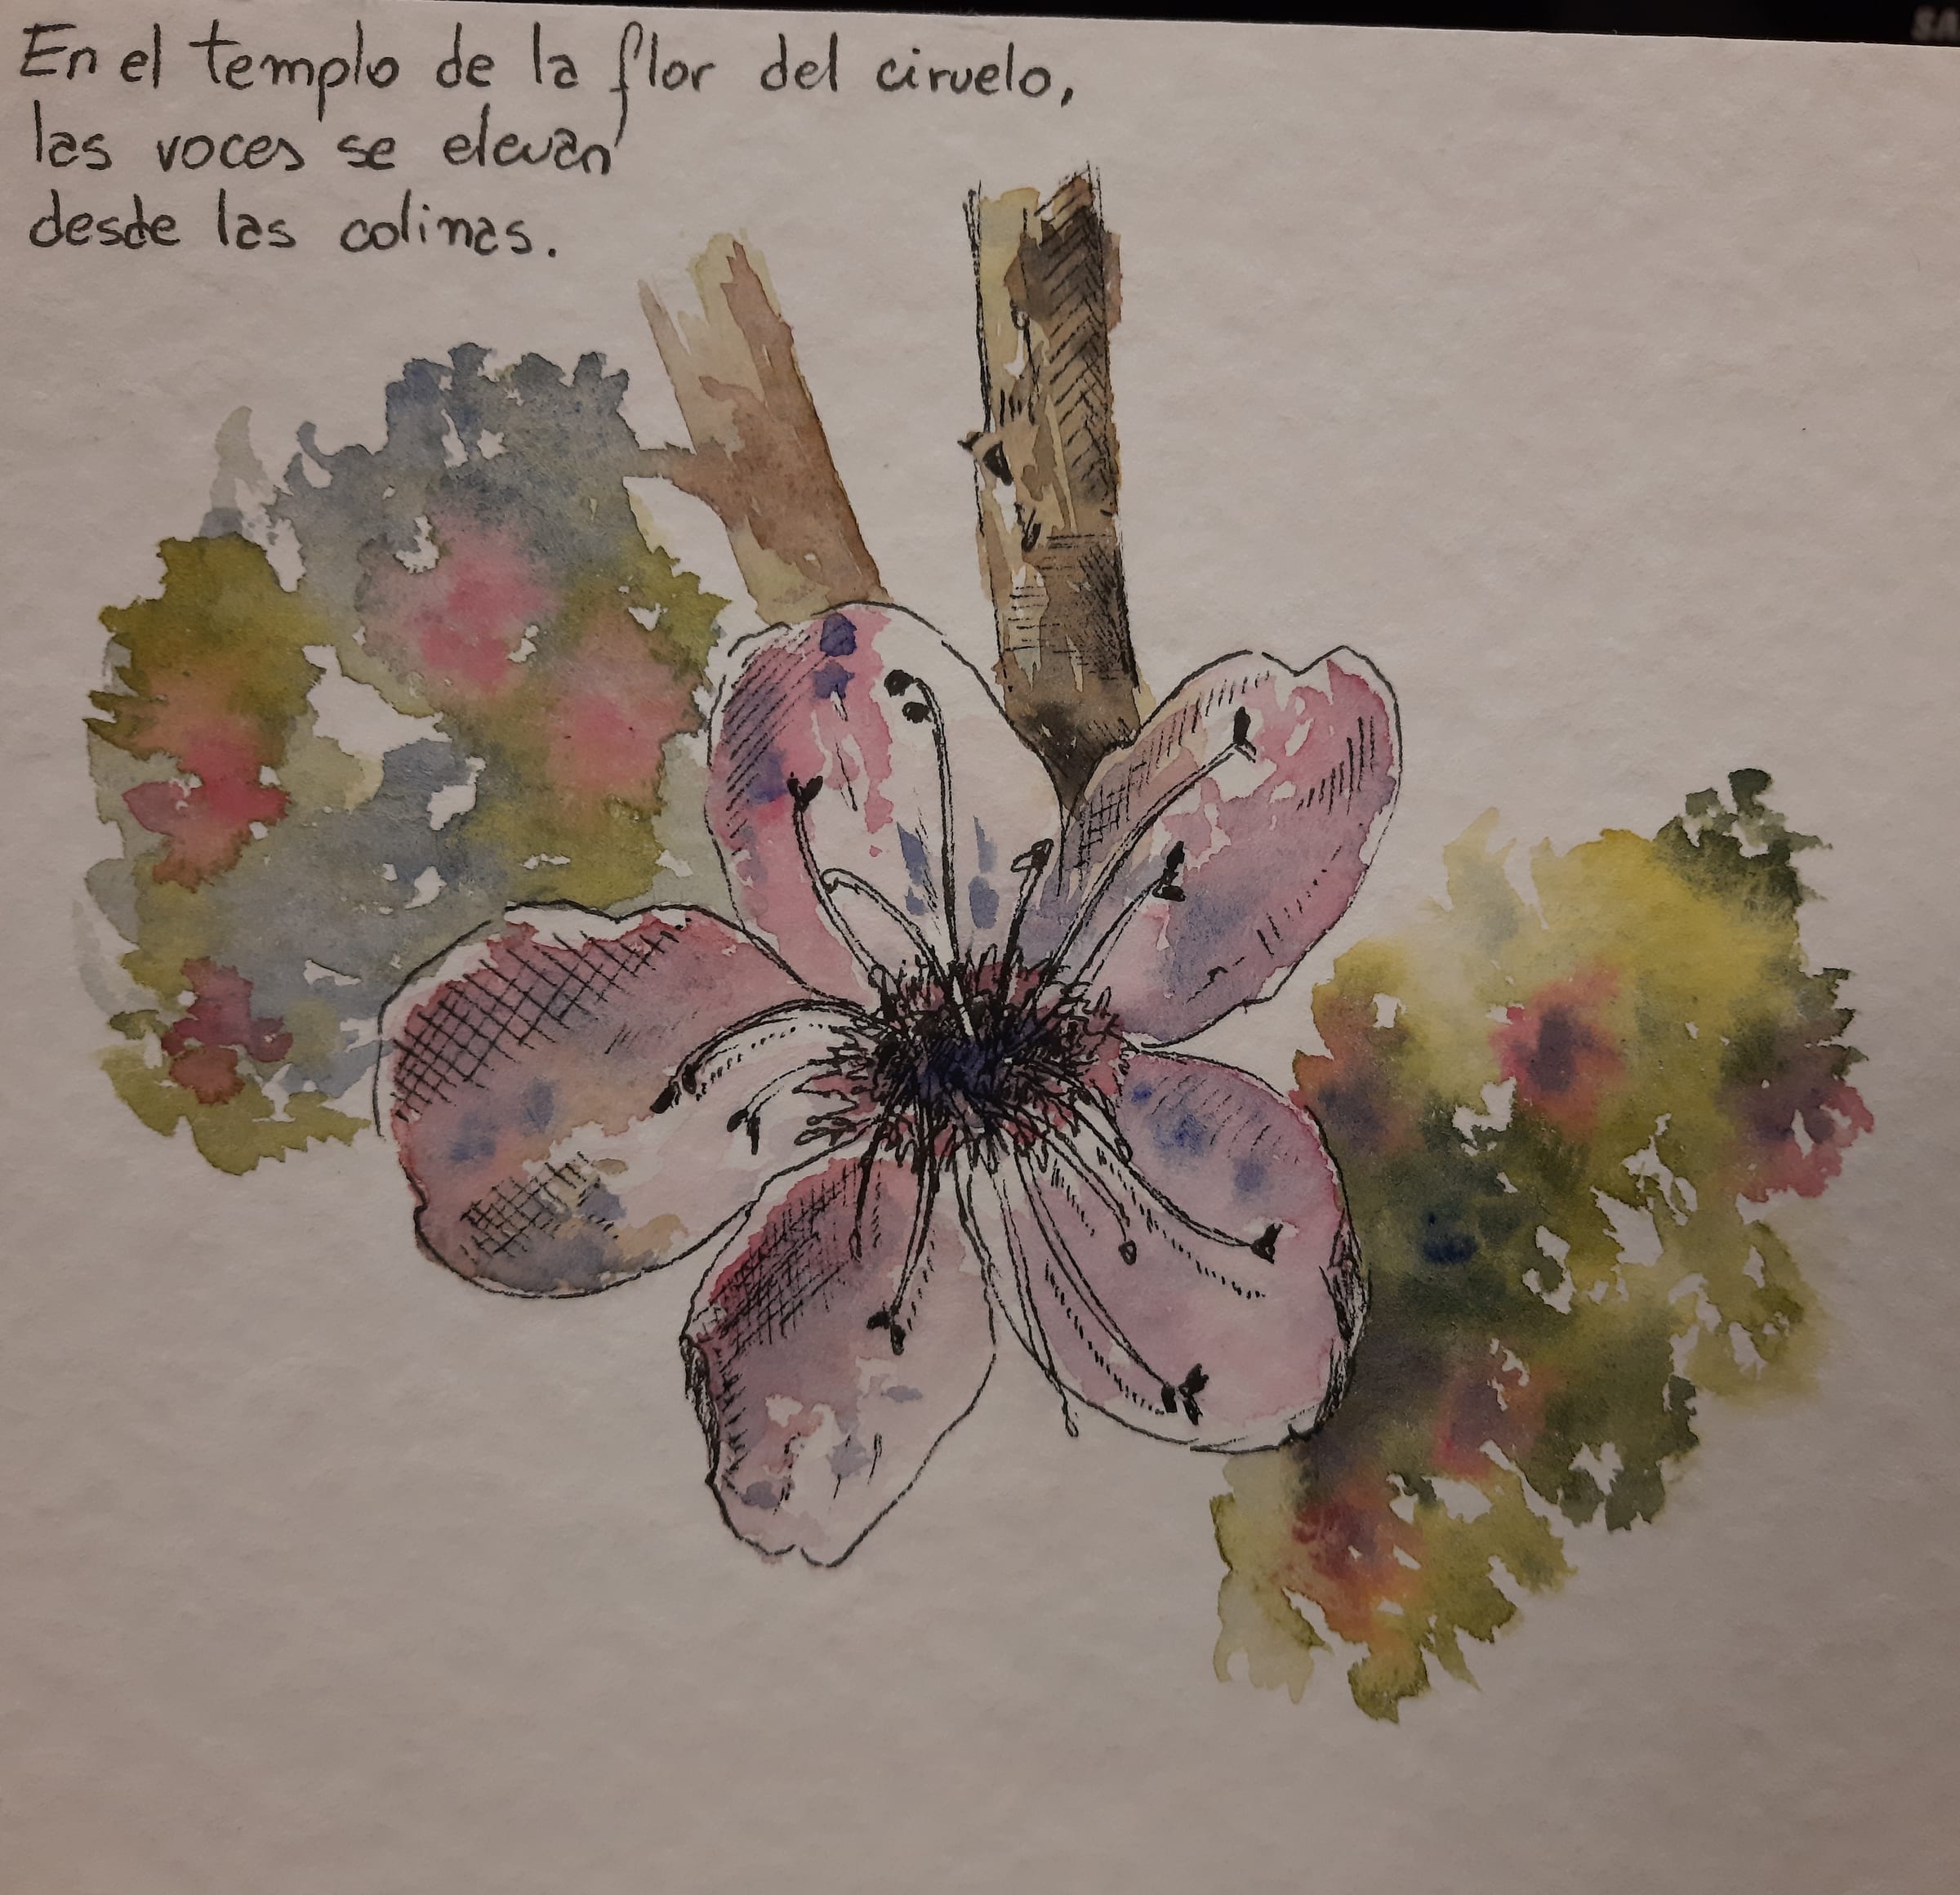 En el templo de la flor del ciruelo,
las voces se elevan
desde las colinas.